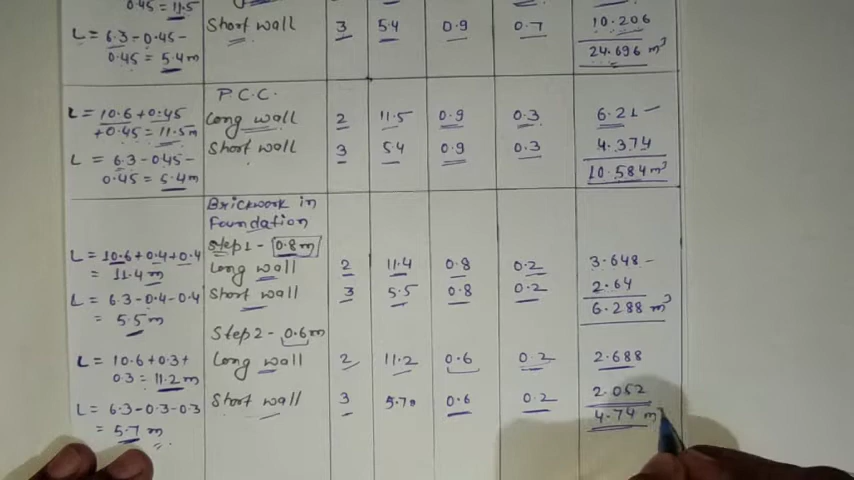 0.45 = 11.5
L = 6.3 - 0.45 - Short wall 3 5.4 0.9 0.7 10.206
0.45 = 5.4m 24.696 m³
P.C.C.
L = 10.6 + 0.45 Long wall 2 11.5 0.9 0.3 6.21
+0.45 = 11.5m
L = 6.3 - 0.45 - Short wall 3 5.4 0.9 0.3 4.374
0.45 = 5.4m 10.584 m³
Brickwork in
Foundation
Step1 - 0.8m
L = 10.6 + 0.4 + 0.4 Long wall 2 11.4 0.8 0.2 3.648
= 11.4 m
L = 6.3 - 0.4 - 0.4 Short wall 3 5.5 0.8 0.2 2.64
= 5.5 m 6.288 m³
Step2 - 0.6m
L = 10.6 + 0.3 + Long wall 2 11.2 0.6 0.2 2.688
0.3 = 11.2 m
L = 6.3 - 0.3 - 0.3 Short wall 3 5.7 0.6 0.2 2.052
= 5.7 m 4.74 m